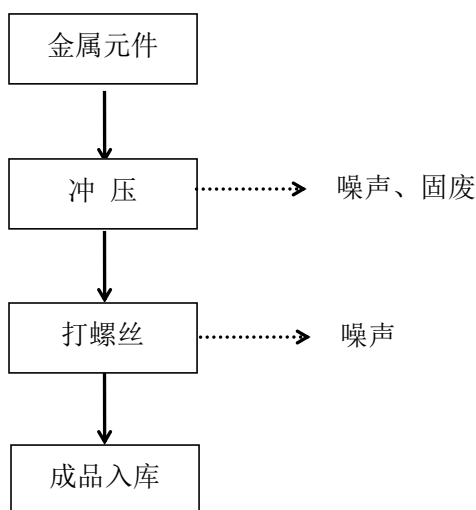 金属元件
冲 压
噪声、固废
打螺丝
噪声
成品入库